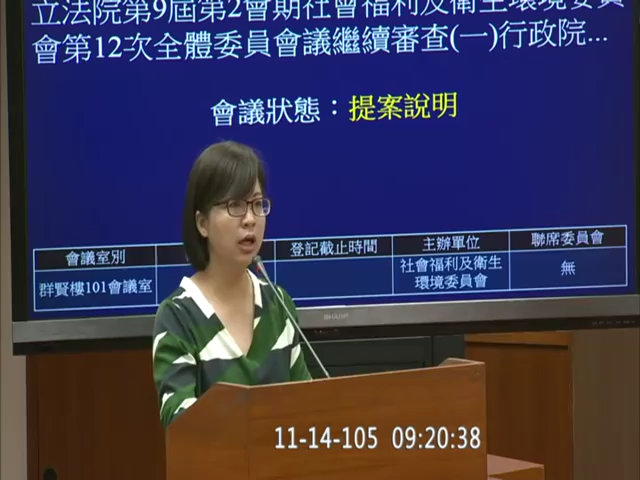 立法院第9屆第2會期社會福利及衛生環境委員
會第12次全體委員會議繼續審查(一)行政院...
會議狀態：提案說明
會議室別
登記截止時間
主辦單位
聯席委員會
群賢樓101會議室
社會福利及衛生
環境委員會
無
SHARP
11-14-105 09:20:38